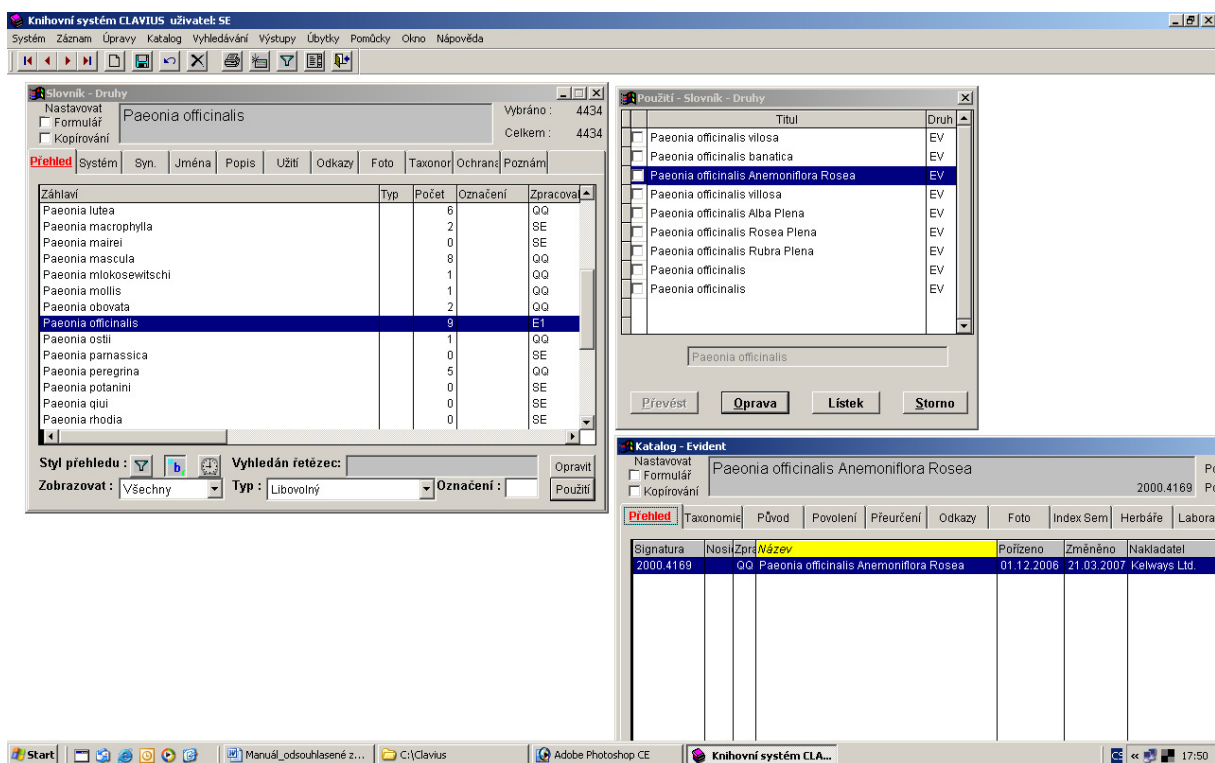 Knihovní systém CLAVIUS uživatel: SE
Systém Záznam Úpravy Katalog Vyhledávání Výstupy Úbytky Pomůcky Okno Nápověda
Slovník - Druhy
Nastavovat
Formulář
Kopírování
Paeonia officinalis
Vybráno : 4434
Celkem : 4434
Přehled Systém Syn. Jména Popis Užití Odkazy Foto Taxonor Ochrana Poznám
Záhlaví Typ Počet Označení Zpracoval
Paeonia lutea 6 QQ
Paeonia macrophylla 2 SE
Paeonia mairei 0 SE
Paeonia mascula 8 QQ
Paeonia mlokosewitschi 1 QQ
Paeonia mollis 1 QQ
Paeonia obovata 2 QQ
Paeonia officinalis 9 E1
Paeonia ostii 1 QQ
Paeonia parnassica 0 SE
Paeonia peregrina 5 QQ
Paeonia potanini 0 SE
Paeonia qiui 0 SE
Paeonia rhodia 0 SE
Styl přehledu : b, Vyhledán řetězec: Opravit
Zobrazovat : Všechny Typ : Libovolný Označení : Použití
Použití - Slovník - Druhy
Titul Druh
Paeonia officinalis vilosa EV
Paeonia officinalis banatica EV
Paeonia officinalis Anemoniflora Rosea EV
Paeonia officinalis villosa EV
Paeonia officinalis Alba Plena EV
Paeonia officinalis Rosea Plena EV
Paeonia officinalis Rubra Plena EV
Paeonia officinalis EV
Paeonia officinalis EV
Paeonia officinalis
Převést Oprava Lístek Storno
Katalog - Evident
Nastavovat
Formulář
Kopírování
Paeonia officinalis Anemoniflora Rosea
Po
2000.4169 Po
Přehled Taxonomie Původ Povolení Přeurčení Odkazy Foto Index Sem Herbáře Labora
Signatura Nosi Zpra Název Pořízeno Změněno Nakladatel
2000.4169 QQ Paeonia officinalis Anemoniflora Rosea 01.12.2006 21.03.2007 Kelways Ltd.
Start Manuál_odsouhlasené z... C:\Clavius Adobe Photoshop CE Knihovní systém CLA... CE « 17:50